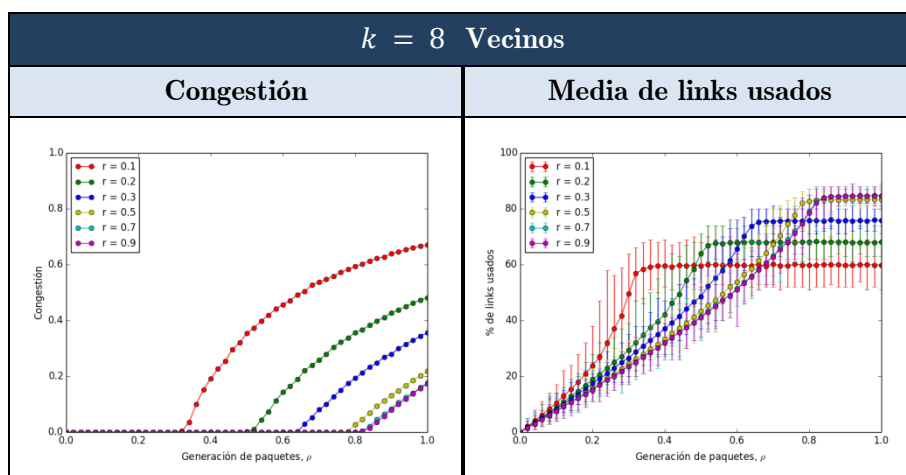 k = 8 Vecinos
Congestión
Media de links usados
1.0
0.8
0.6
0.4
0.2
0.0
0.0 0.2 0.4 0.6 0.8 1.0
Congestión
Generación de paquetes, ρ
r = 0.1
r = 0.2
r = 0.3
r = 0.5
r = 0.7
r = 0.9
100
80
60
40
20
0
0.0 0.2 0.4 0.6 0.8 1.0
% de links usados
Generación de paquetes, ρ
r = 0.1
r = 0.2
r = 0.3
r = 0.5
r = 0.7
r = 0.9